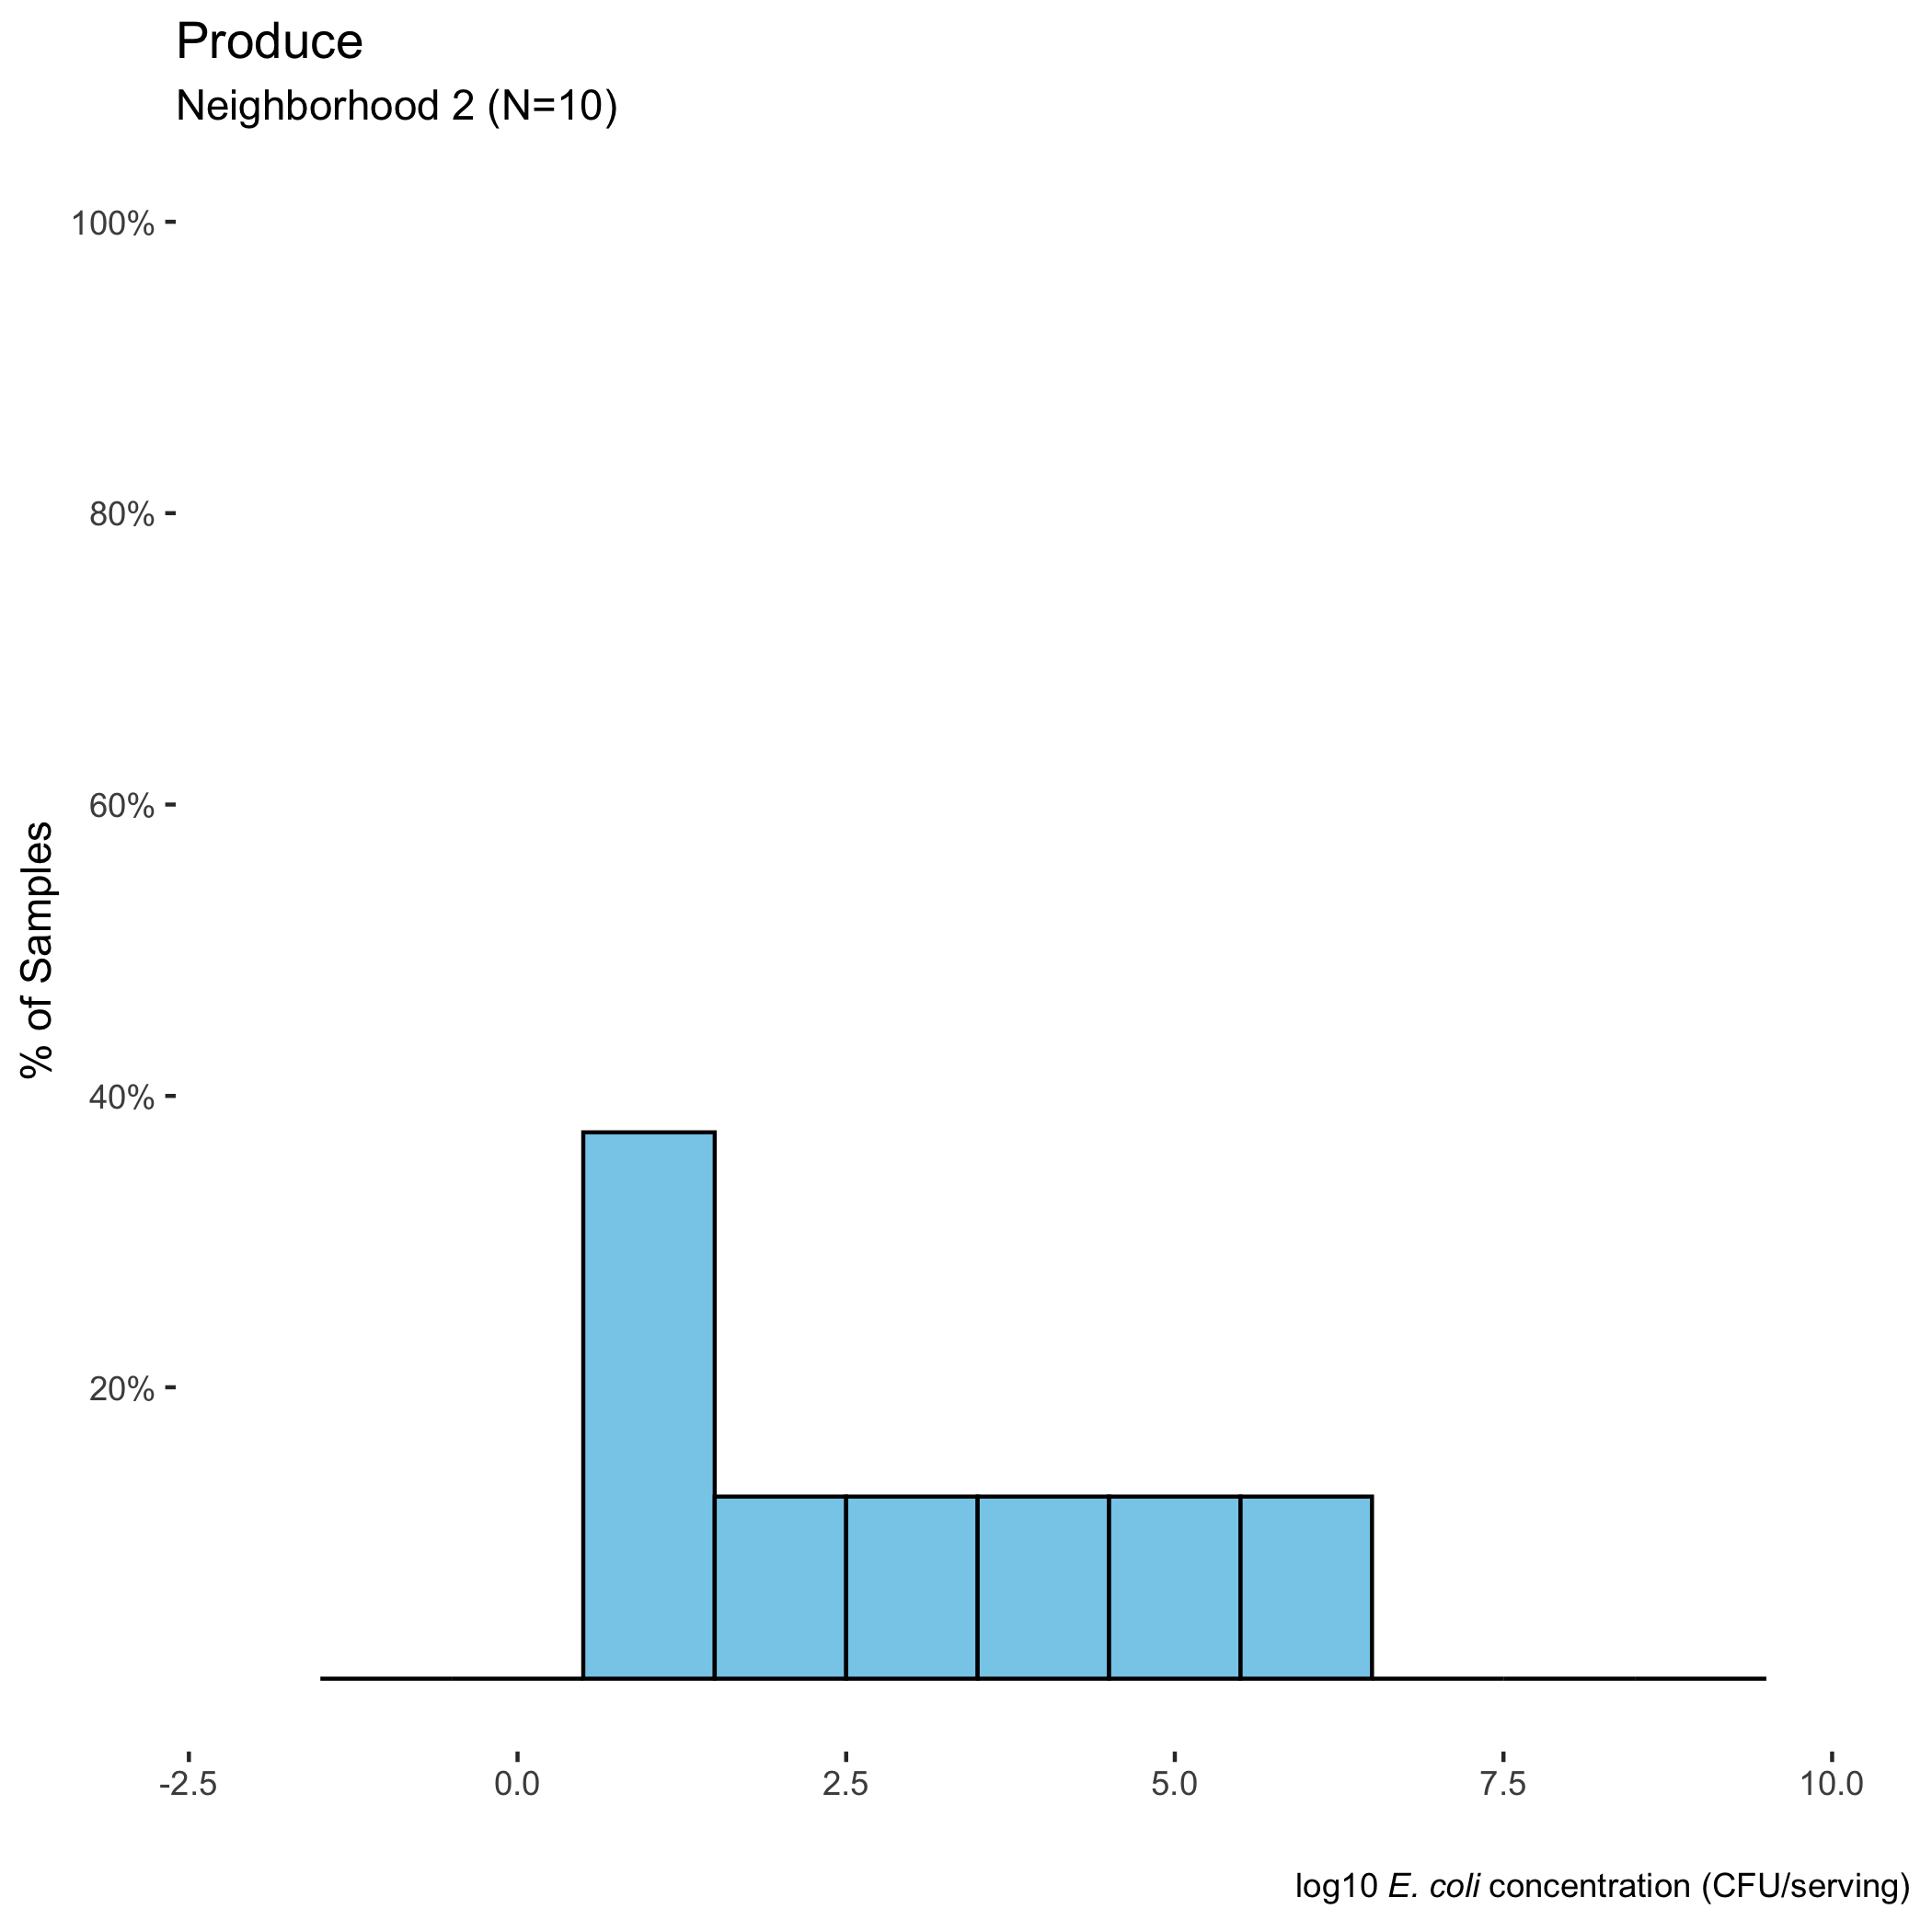 Produce
Neighborhood 2 (N=10)
100%
80%
60%
40%
20%
% of Samples
-2.5 0.0 2.5 5.0 7.5 10.0
log10 E. coli concentration (CFU/serving)